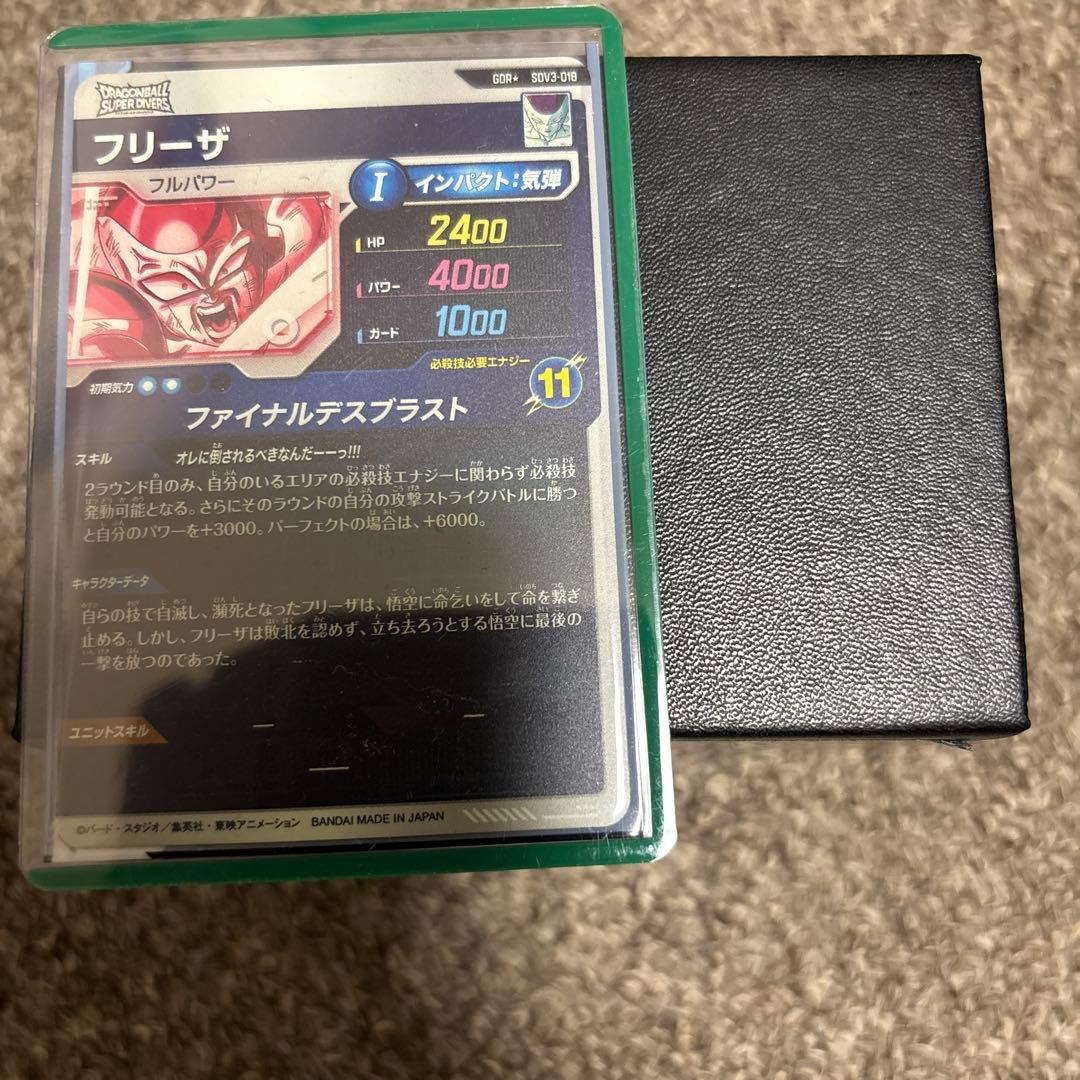 GDR★ SDV3-018
DRAGONBALL
SUPER DIVERS
フリーザ
フルパワー
I インパクト:気弾
HP 2400
パワー 4000
ガード 1000
必殺技必要エナジー
11
初期気力
ファイナルデスブラスト
スキル オレに倒されるべきなんだーーっ!!!
2ラウンド目のみ、自分のいるエリアの必殺技エナジーに関わらず必殺技
発動可能となる。さらにそのラウンドの自分の攻撃ストライクバトルに勝つ
と自分のパワーを+3000。パーフェクトの場合は、+6000。
キャラクターデータ
自らの技で自滅し、瀕死となったフリーザは、悟空に命乞いをして命を繋ぎ
止める。しかし、フリーザは敗北を認めず、立ち去ろうとする悟空に最後の
一撃を放つのであった。
ユニットスキル
©バード・スタジオ/集英社・東映アニメーション BANDAI MADE IN JAPAN